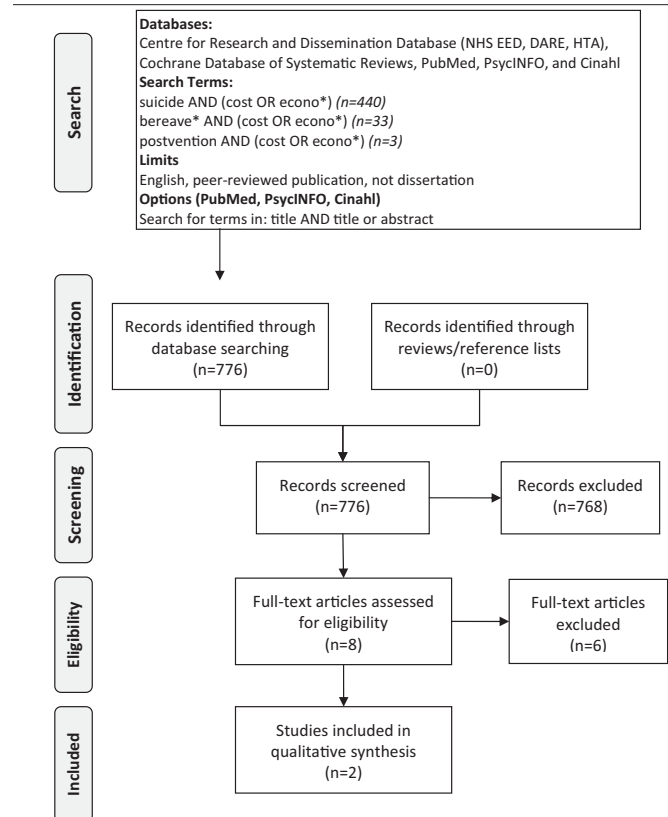 Search
Databases:
Centre for Research and Dissemination Database (NHS EED, DARE, HTA),
Cochrane Database of Systematic Reviews, PubMed, PsycINFO, and Cinahl
Search Terms:
suicide AND (cost OR econo*) (n=440)
bereave* AND (cost OR econo*) (n=33)
postvention AND (cost OR econo*) (n=3)
Limits
English, peer-reviewed publication, not dissertation
Options (PubMed, PsycINFO, Cinahl)
Search for terms in: title AND title or abstract
Identification
Records identified through
database searching
(n=776)
Records identified through
reviews/reference lists
(n=0)
Screening
Records screened
(n=776)
Records excluded
(n=768)
Eligibility
Full-text articles assessed
for eligibility
(n=8)
Full-text articles
excluded
(n=6)
Included
Studies included in
qualitative synthesis
(n=2)